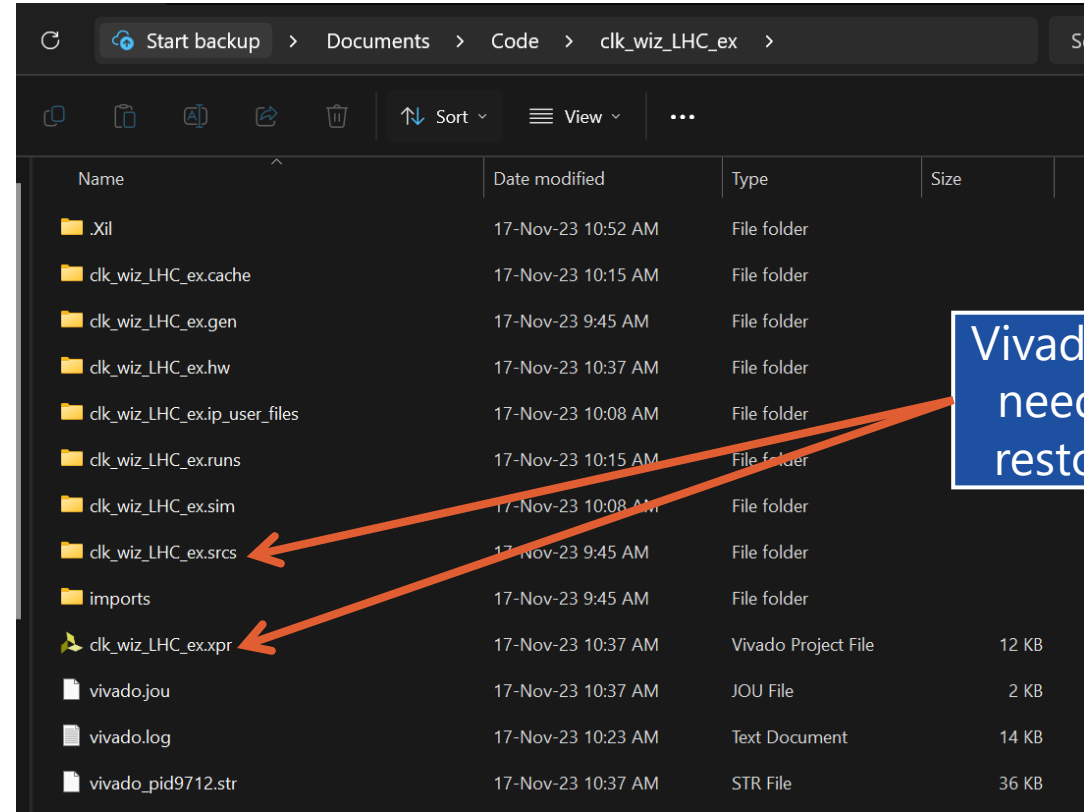 Start backup > Documents > Code > clk_wiz_LHC_ex >
Sort View ...
Name Date modified Type Size
.Xil 17-Nov-23 10:52 AM File folder
clk_wiz_LHC_ex.cache 17-Nov-23 10:15 AM File folder
clk_wiz_LHC_ex.gen 17-Nov-23 9:45 AM File folder
clk_wiz_LHC_ex.hw 17-Nov-23 10:37 AM File folder
clk_wiz_LHC_ex.ip_user_files 17-Nov-23 10:08 AM File folder
clk_wiz_LHC_ex.runs 17-Nov-23 10:15 AM File folder
clk_wiz_LHC_ex.sim 17-Nov-23 10:08 AM File folder
clk_wiz_LHC_ex.srcs 17-Nov-23 9:45 AM File folder
imports 17-Nov-23 9:45 AM File folder
clk_wiz_LHC_ex.xpr 17-Nov-23 10:37 AM Vivado Project File 12 KB
vivado.jou 17-Nov-23 10:37 AM JOU File 2 KB
vivado.log 17-Nov-23 10:23 AM Text Document 14 KB
vivado_pid9712.str 17-Nov-23 10:37 AM STR File 36 KB